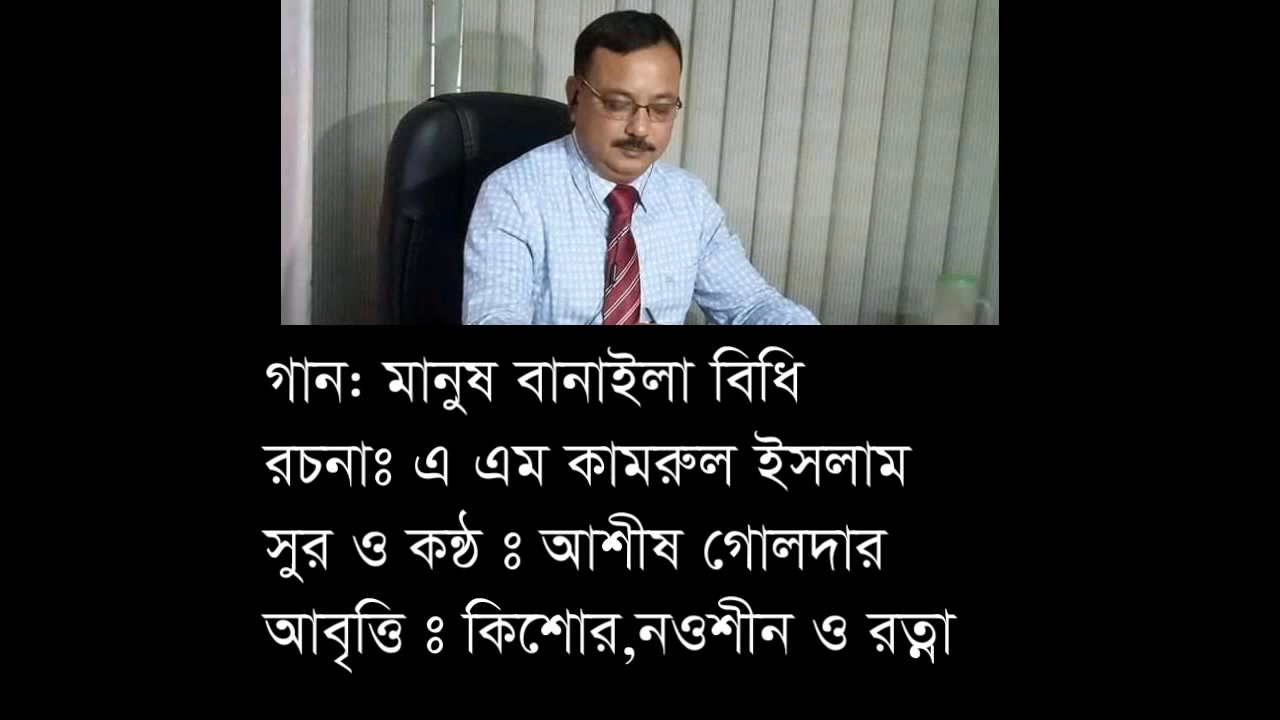 গান: মানুষ বানাইলা বিধি
রচনাঃ এ এম কামরুল ইসলাম
সুর ও কন্ঠ ঃ আশীষ গোলদার
আবৃত্তি ঃ কিশোর,নওশীন ও রত্না